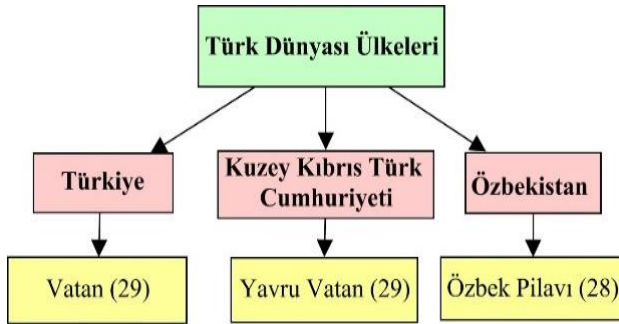 Türk Dünyası Ülkeleri
Türkiye
Kuzey Kıbrıs Türk
Cumhuriyeti
Özbekistan
Vatan (29)
Yavru Vatan (29)
Özbek Pilavı (28)